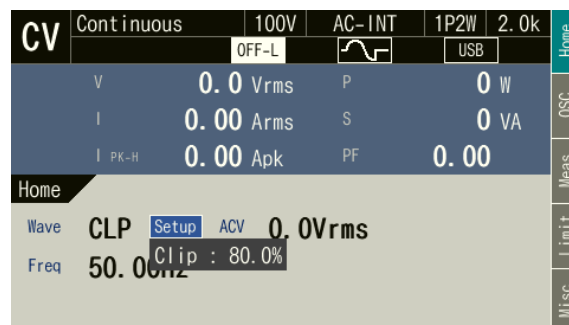 CV Continuous 100V AC-INT 1P2W 2.0k
OFF-L USB
V 0.0 Vrms P 0 W
I 0.00 Arms S 0 VA
I PK-H 0.00 Apk PF 0.00
Home
Wave CLP Setup ACV 0.0Vrms
Clip : 80.0%
Freq 50.00Hz
Home
OSC
Meas
Limit
Misc